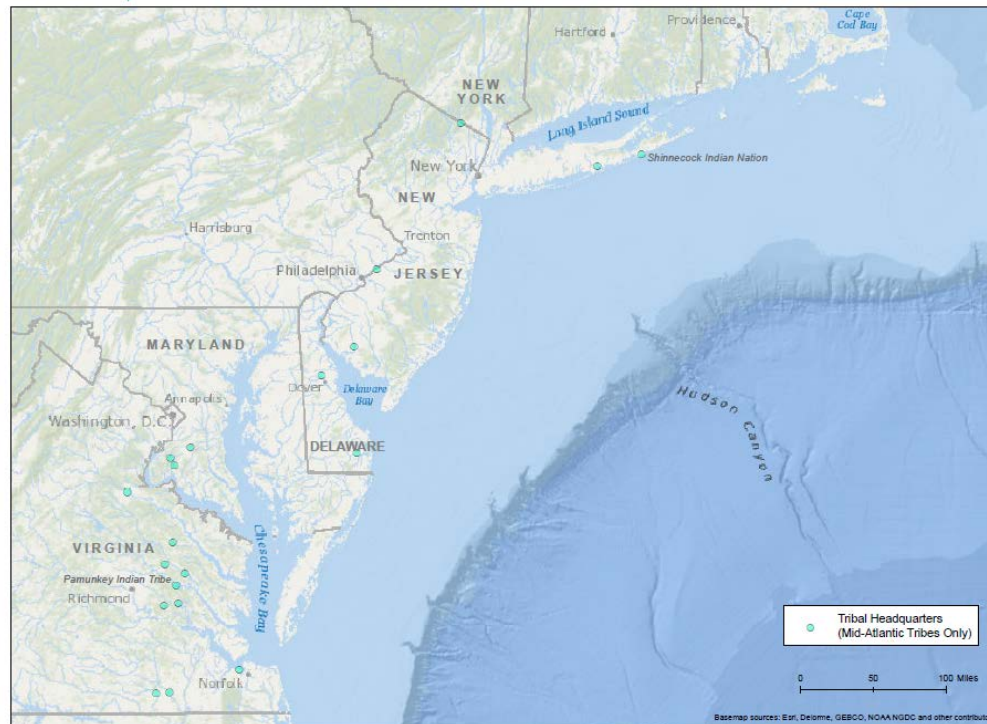 Cape
Cod Bay
Providence
Hartford
NEW
YORK
Long Island Sound
Shinnecock Indian Nation
New York
NEW
Harrisburg
Trenton
Philadelphia
JERSEY
MARYLAND
Dover
Delaware
Bay
Annapolis
Washington, D.C.
Hudson Canyon
DELAWARE
Chesapeake Bay
VIRGINIA
Pamunkey Indian Tribe
Richmond
Tribal Headquarters
(Mid-Atlantic Tribes Only)
Norfolk
0 50 100 Miles
Basemap sources: Esri, Delorme, GEBCO, NOAA NGDC and other contributo